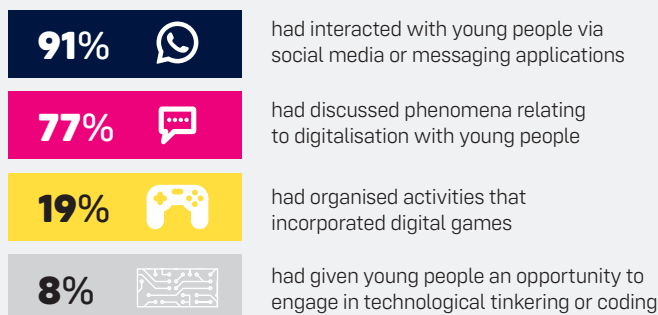 91%
had interacted with young people via
social media or messaging applications
77%
had discussed phenomena relating
to digitalisation with young people
19%
had organised activities that
incorporated digital games
8%
had given young people an opportunity to
engage in technological tinkering or coding